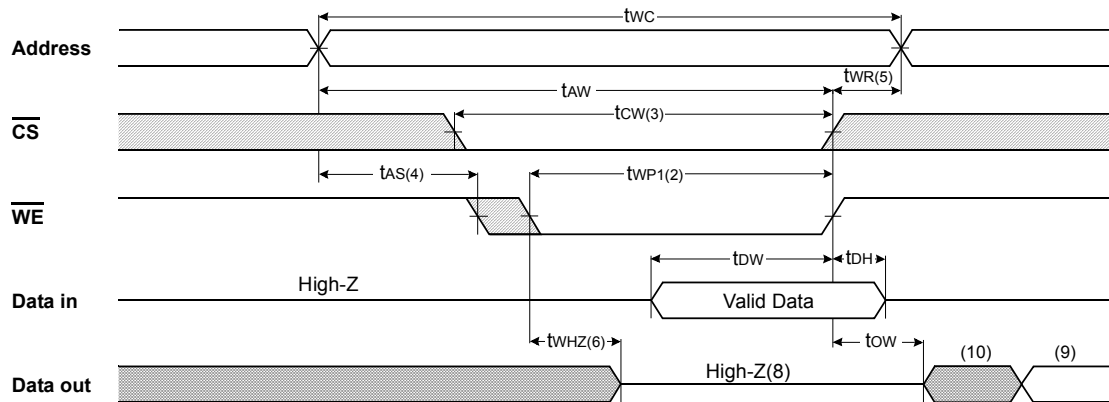 tWC
Address
tWR(5)
tAW
tCW(3)
CS
tAS(4)
tWP1(2)
WE
tDW
tDH
High-Z
Data in
Valid Data
tWHZ(6)
tOW
(10)
(9)
High-Z(8)
Data out